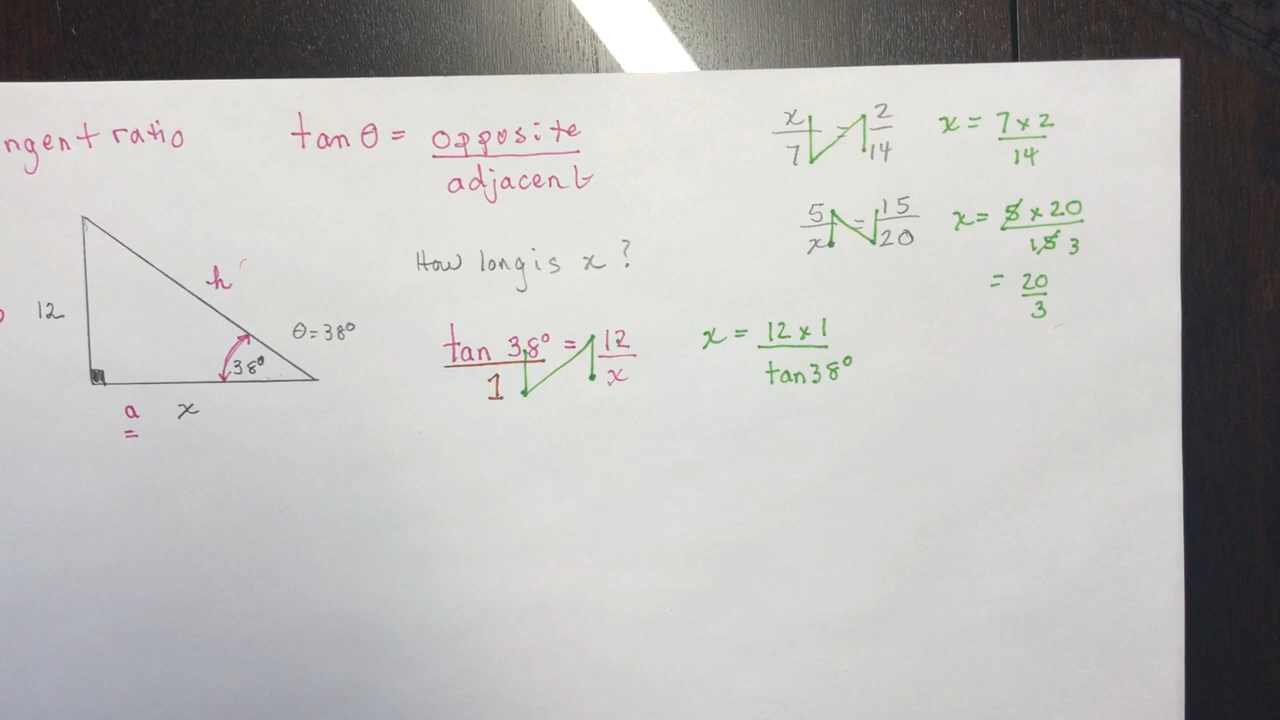 ngent ratio
tan θ = opposite
adjacent
12
h
θ=38°
38°
a x
How long is x ?
tan 38° = 12
1 x
x = 12 x 1
tan 38°
x = 2
7 14
x = 7 x 2
14
5 = 15
x 20
x = 5 x 20
15 3
= 20
3